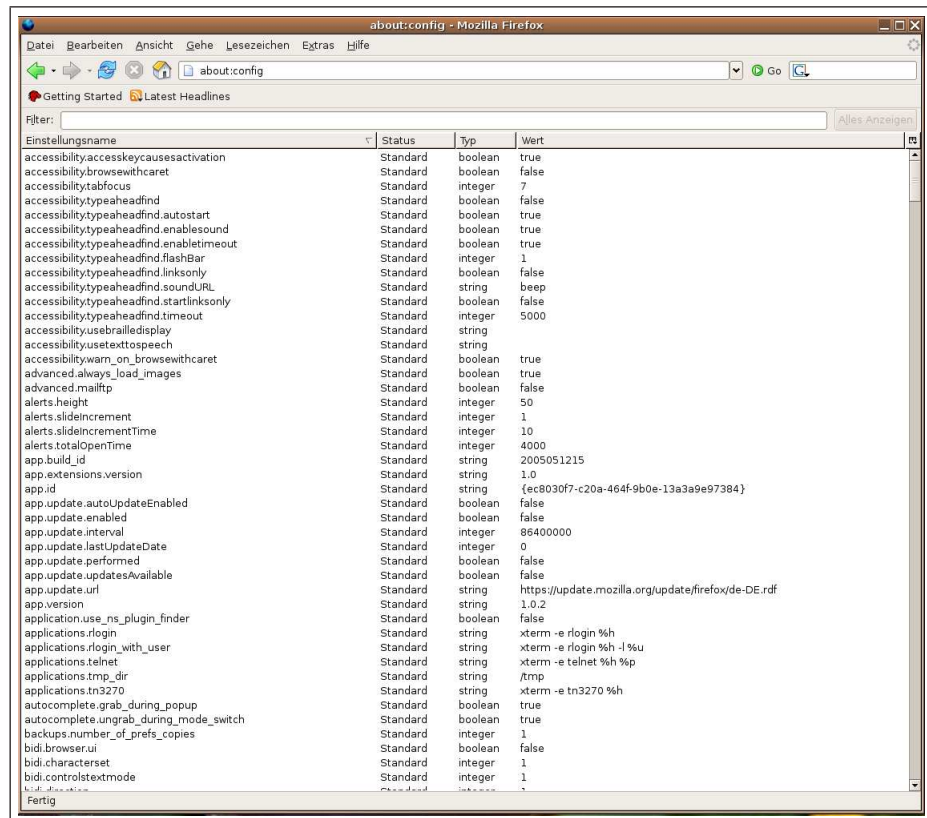 about:config - Mozilla Firefox
Datei Bearbeiten Ansicht Gehe Lesezeichen Extras Hilfe
about:config Go G
Getting Started Latest Headlines
Filter: Alles Anzeigen
Einstellungsname Status Typ Wert
accessibility.accesskeycausesactivation Standard boolean true
accessibility.browsewithcaret Standard boolean false
accessibility.tabfocus Standard integer 7
accessibility.typeaheadfind Standard boolean false
accessibility.typeaheadfind.autostart Standard boolean true
accessibility.typeaheadfind.enablesound Standard boolean true
accessibility.typeaheadfind.enabletimeout Standard boolean true
accessibility.typeaheadfind.flashBar Standard integer 1
accessibility.typeaheadfind.linksonly Standard boolean false
accessibility.typeaheadfind.soundURL Standard string beep
accessibility.typeaheadfind.startlinksonly Standard boolean false
accessibility.typeaheadfind.timeout Standard integer 5000
accessibility.usebrailledisplay Standard string
accessibility.usetexttospeech Standard string
accessibility.warn_on_browsewithcaret Standard boolean true
advanced.always_load_images Standard boolean true
advanced.mailftp Standard boolean false
alerts.height Standard integer 50
alerts.slideIncrement Standard integer 1
alerts.slideIncrementTime Standard integer 10
alerts.totalOpenTime Standard integer 4000
app.build_id Standard string 2005051215
app.extensions.version Standard string 1.0
app.id Standard string {ec8030f7-c20a-464f-9b0e-13a3a9e97384}
app.update.autoUpdateEnabled Standard boolean false
app.update.enabled Standard boolean false
app.update.interval Standard integer 86400000
app.update.lastUpdateDate Standard integer 0
app.update.performed Standard boolean false
app.update.updatesAvailable Standard boolean false
app.update.url Standard string https://update.mozilla.org/update/firefox/de-DE.rdf
app.version Standard string 1.0.2
application.use_ns_plugin_finder Standard boolean false
applications.rlogin Standard string xterm -e rlogin %h
applications.rlogin_with_user Standard string xterm -e rlogin %h -l %u
applications.telnet Standard string xterm -e telnet %h %p
applications.tmp_dir Standard string /tmp
applications.tn3270 Standard string xterm -e tn3270 %h
autocomplete.grab_during_popup Standard boolean true
autocomplete.ungrab_during_mode_switch Standard boolean true
backups.number_of_prefs_copies Standard integer 1
bidi.browser.ui Standard boolean false
bidi.characterset Standard integer 1
bidi.controlstextmode Standard integer 1
Fertig